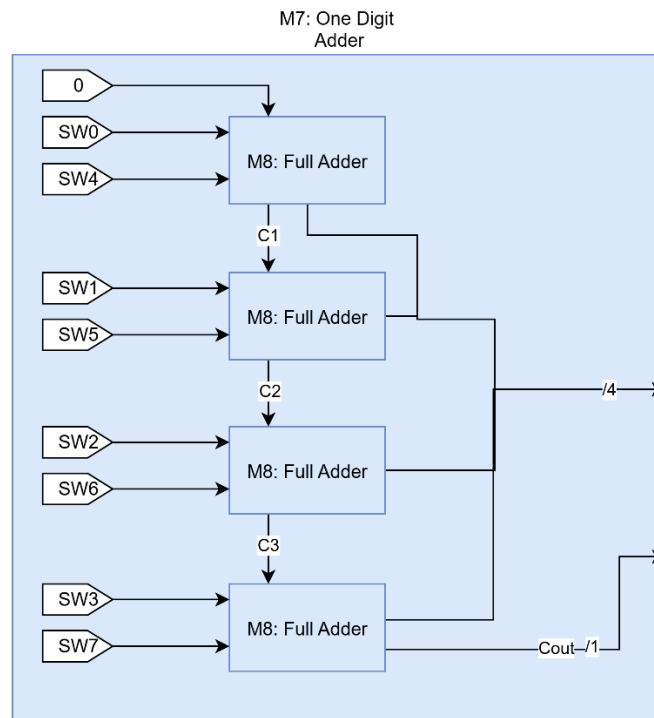 M7: One Digit
Adder
0
SW0
SW4
M8: Full Adder
C1
SW1
SW5
M8: Full Adder
C2
/4
SW2
SW6
M8: Full Adder
C3
SW3
SW7
M8: Full Adder
Cout /1